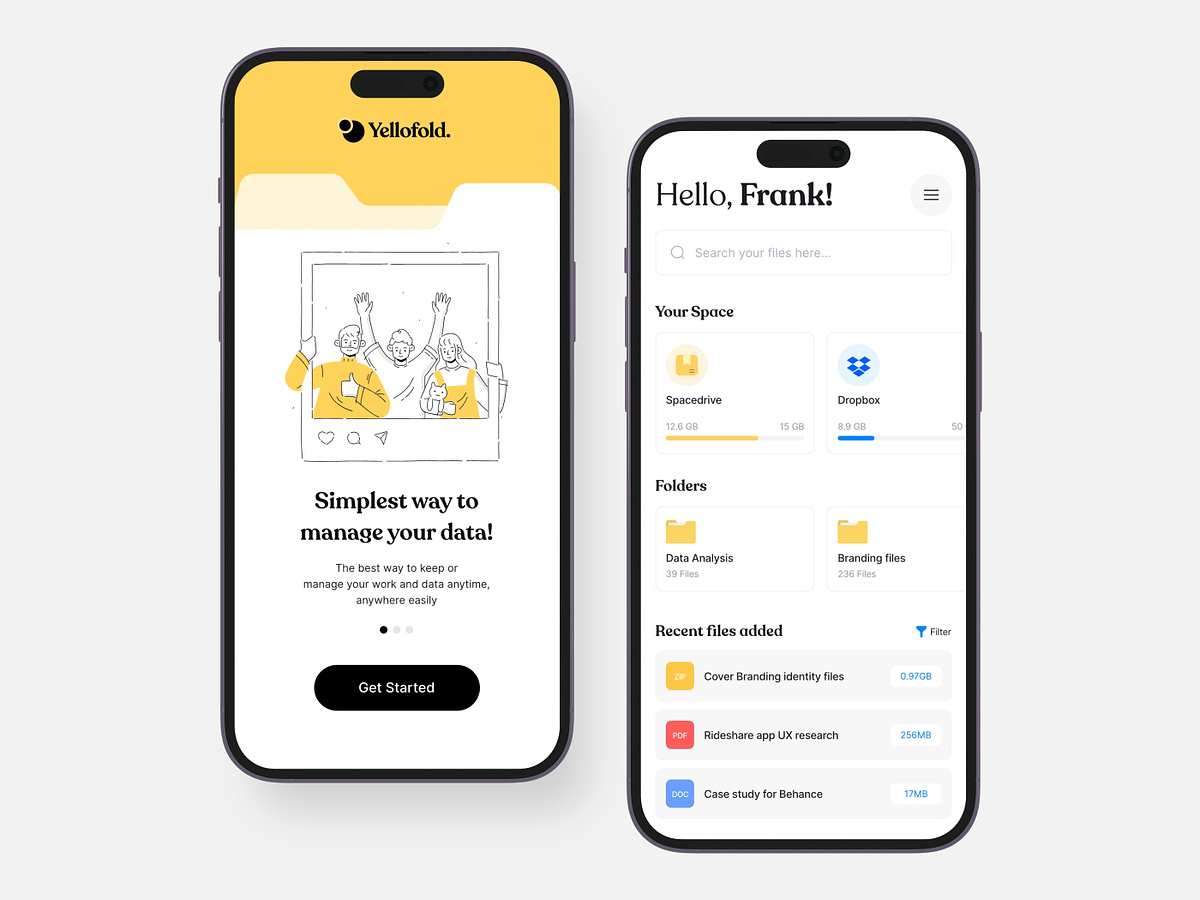 Yellofold.
Simplest way to
manage your data!
The best way to keep or
manage your work and data anytime,
anywhere easily
Get Started
Hello, Frank!
Search your files here...
Your Space
Spacedrive
12.6 GB
15 GB
Dropbox
8.9 GB
50
Folders
Data Analysis
39 Files
Branding files
236 Files
Recent files added
Filter
ZIP
Cover Branding identity files
0.97GB
PDF
Rideshare app UX research
256MB
DOC
Case study for Behance
17MB